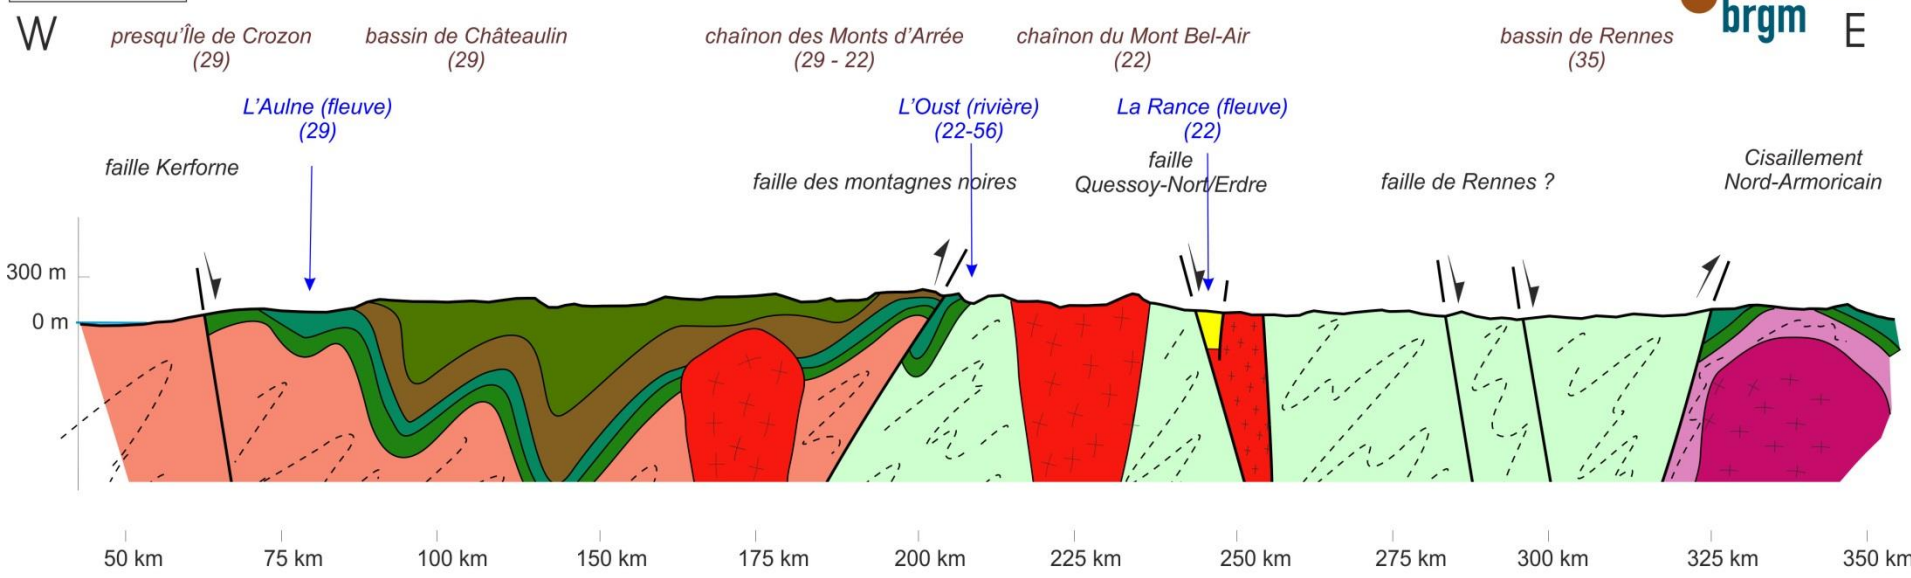 W
presqu'Île de Crozon
(29)
bassin de Châteaulin
(29)
chaînon des Monts d'Arrée
(29 - 22)
chaînon du Mont Bel-Air
(22)
bassin de Rennes
(35)
brgm
E
L'Aulne (fleuve)
(29)
L'Oust (rivière)
(22-56)
La Rance (fleuve)
(22)
faille Kerforne
faille des montagnes noires
faille
Quessoy-Nort/Erdre
faille de Rennes ?
Cisaillement
Nord-Armoricain
300 m
0 m
50 km
75 km
100 km
150 km
175 km
200 km
225 km
250 km
275 km
300 km
325 km
350 km